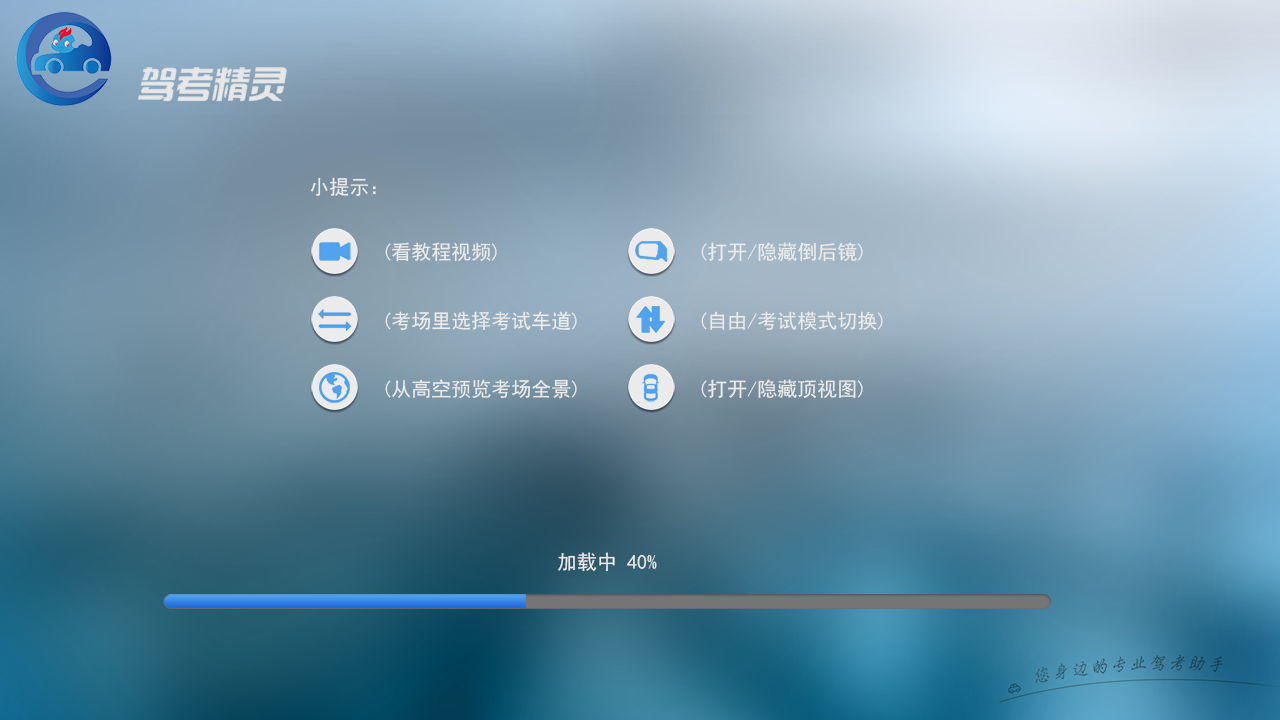 驾考精灵
小提示：
（看教程视频）
（打开/隐藏倒后镜）
（考场里选择考试车道）
（自由/考试模式切换）
（从高空预览考场全景）
（打开/隐藏顶视图）
加载中 40%
您身边的专业驾考助手